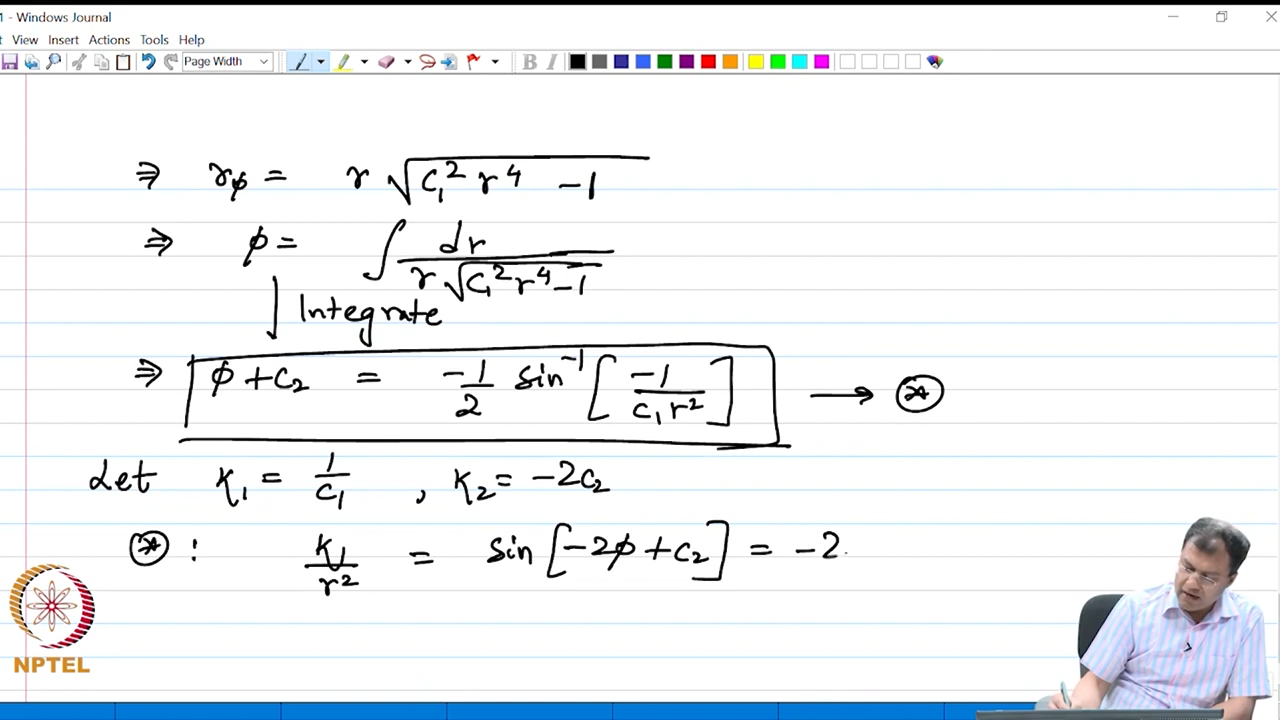 1 - Windows Journal
t View Insert Actions Tools Help
Page Width
B I
⇒ r_φ = r √(c₁² r⁴ - 1)
⇒ φ = ∫ dr / (r √(c₁² r⁴ - 1))
↓ Integrate
⇒ φ + c₂ = -1/2 sin⁻¹ [ -1 / (c₁ r²) ] → ⊛
Let K₁ = 1/c₁ , K₂ = -2c₂
⊛ : K₁/r² = sin [-2φ + c₂] = -2.
NPTEL